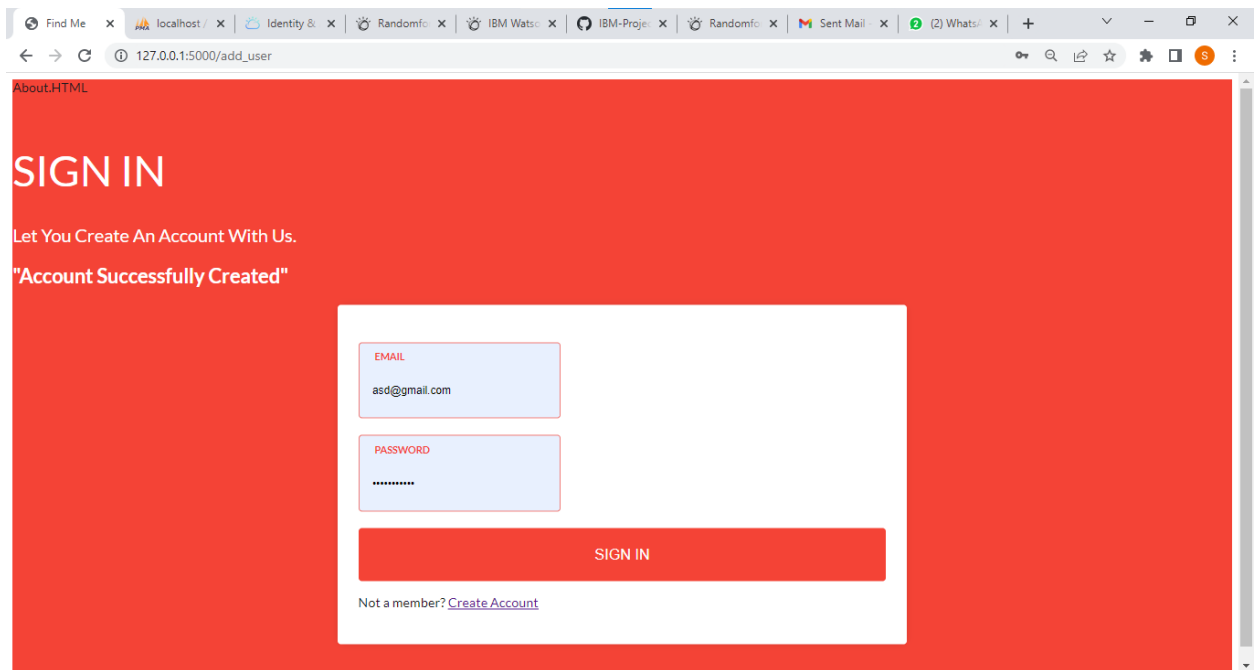 Find Me
localhost /
Identity &
Randomfo
IBM Watso
IBM-Projec
Randomfo
Sent Mail -
2
(2) WhatsA
127.0.0.1:5000/add_user
S
About.HTML
SIGN IN
Let You Create An Account With Us.
"Account Successfully Created"
EMAIL
asd@gmail.com
PASSWORD
•••••••••••
SIGN IN
Not a member? Create Account